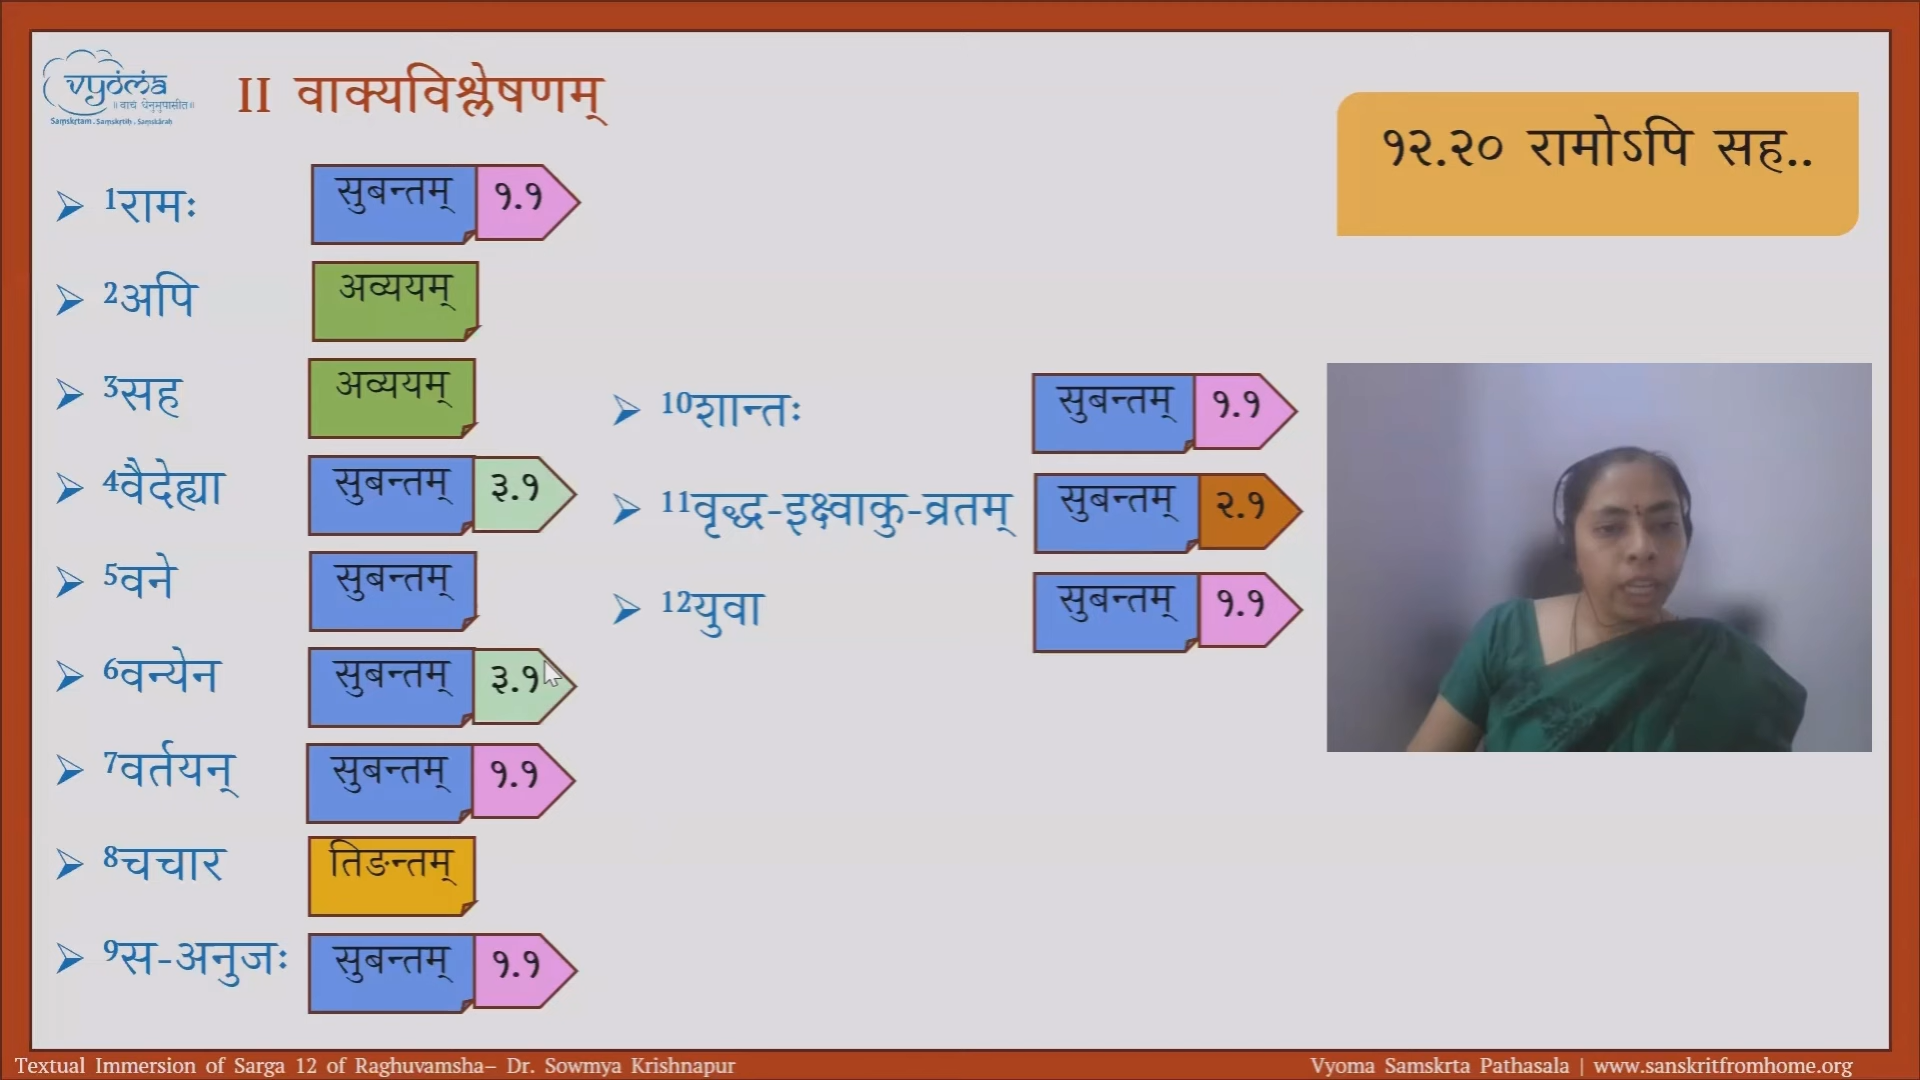 vyoma
॥ वाचं धेनुमुपासीत॥
Saṃskṛtam . Saṃskṛtiḥ . Saṃskāraḥ
II वाक्यविश्लेषणम्
१२.२० रामोऽपि सह..
1रामः सुबन्तम् १.१
2अपि अव्ययम्
3सह अव्ययम्
4वैदेह्या सुबन्तम् ३.१
5वने सुबन्तम्
6वन्येन सुबन्तम् ३.१
7वर्तयन् सुबन्तम् १.१
8चचार तिङन्तम्
9स-अनुजः सुबन्तम् १.१
10शान्तः सुबन्तम् १.१
11वृद्ध-इक्ष्वाकु-व्रतम् सुबन्तम् २.१
12युवा सुबन्तम् १.१
Textual Immersion of Sarga 12 of Raghuvamsha– Dr. Sowmya Krishnapur
Vyoma Samskrta Pathasala | www.sanskritfromhome.org